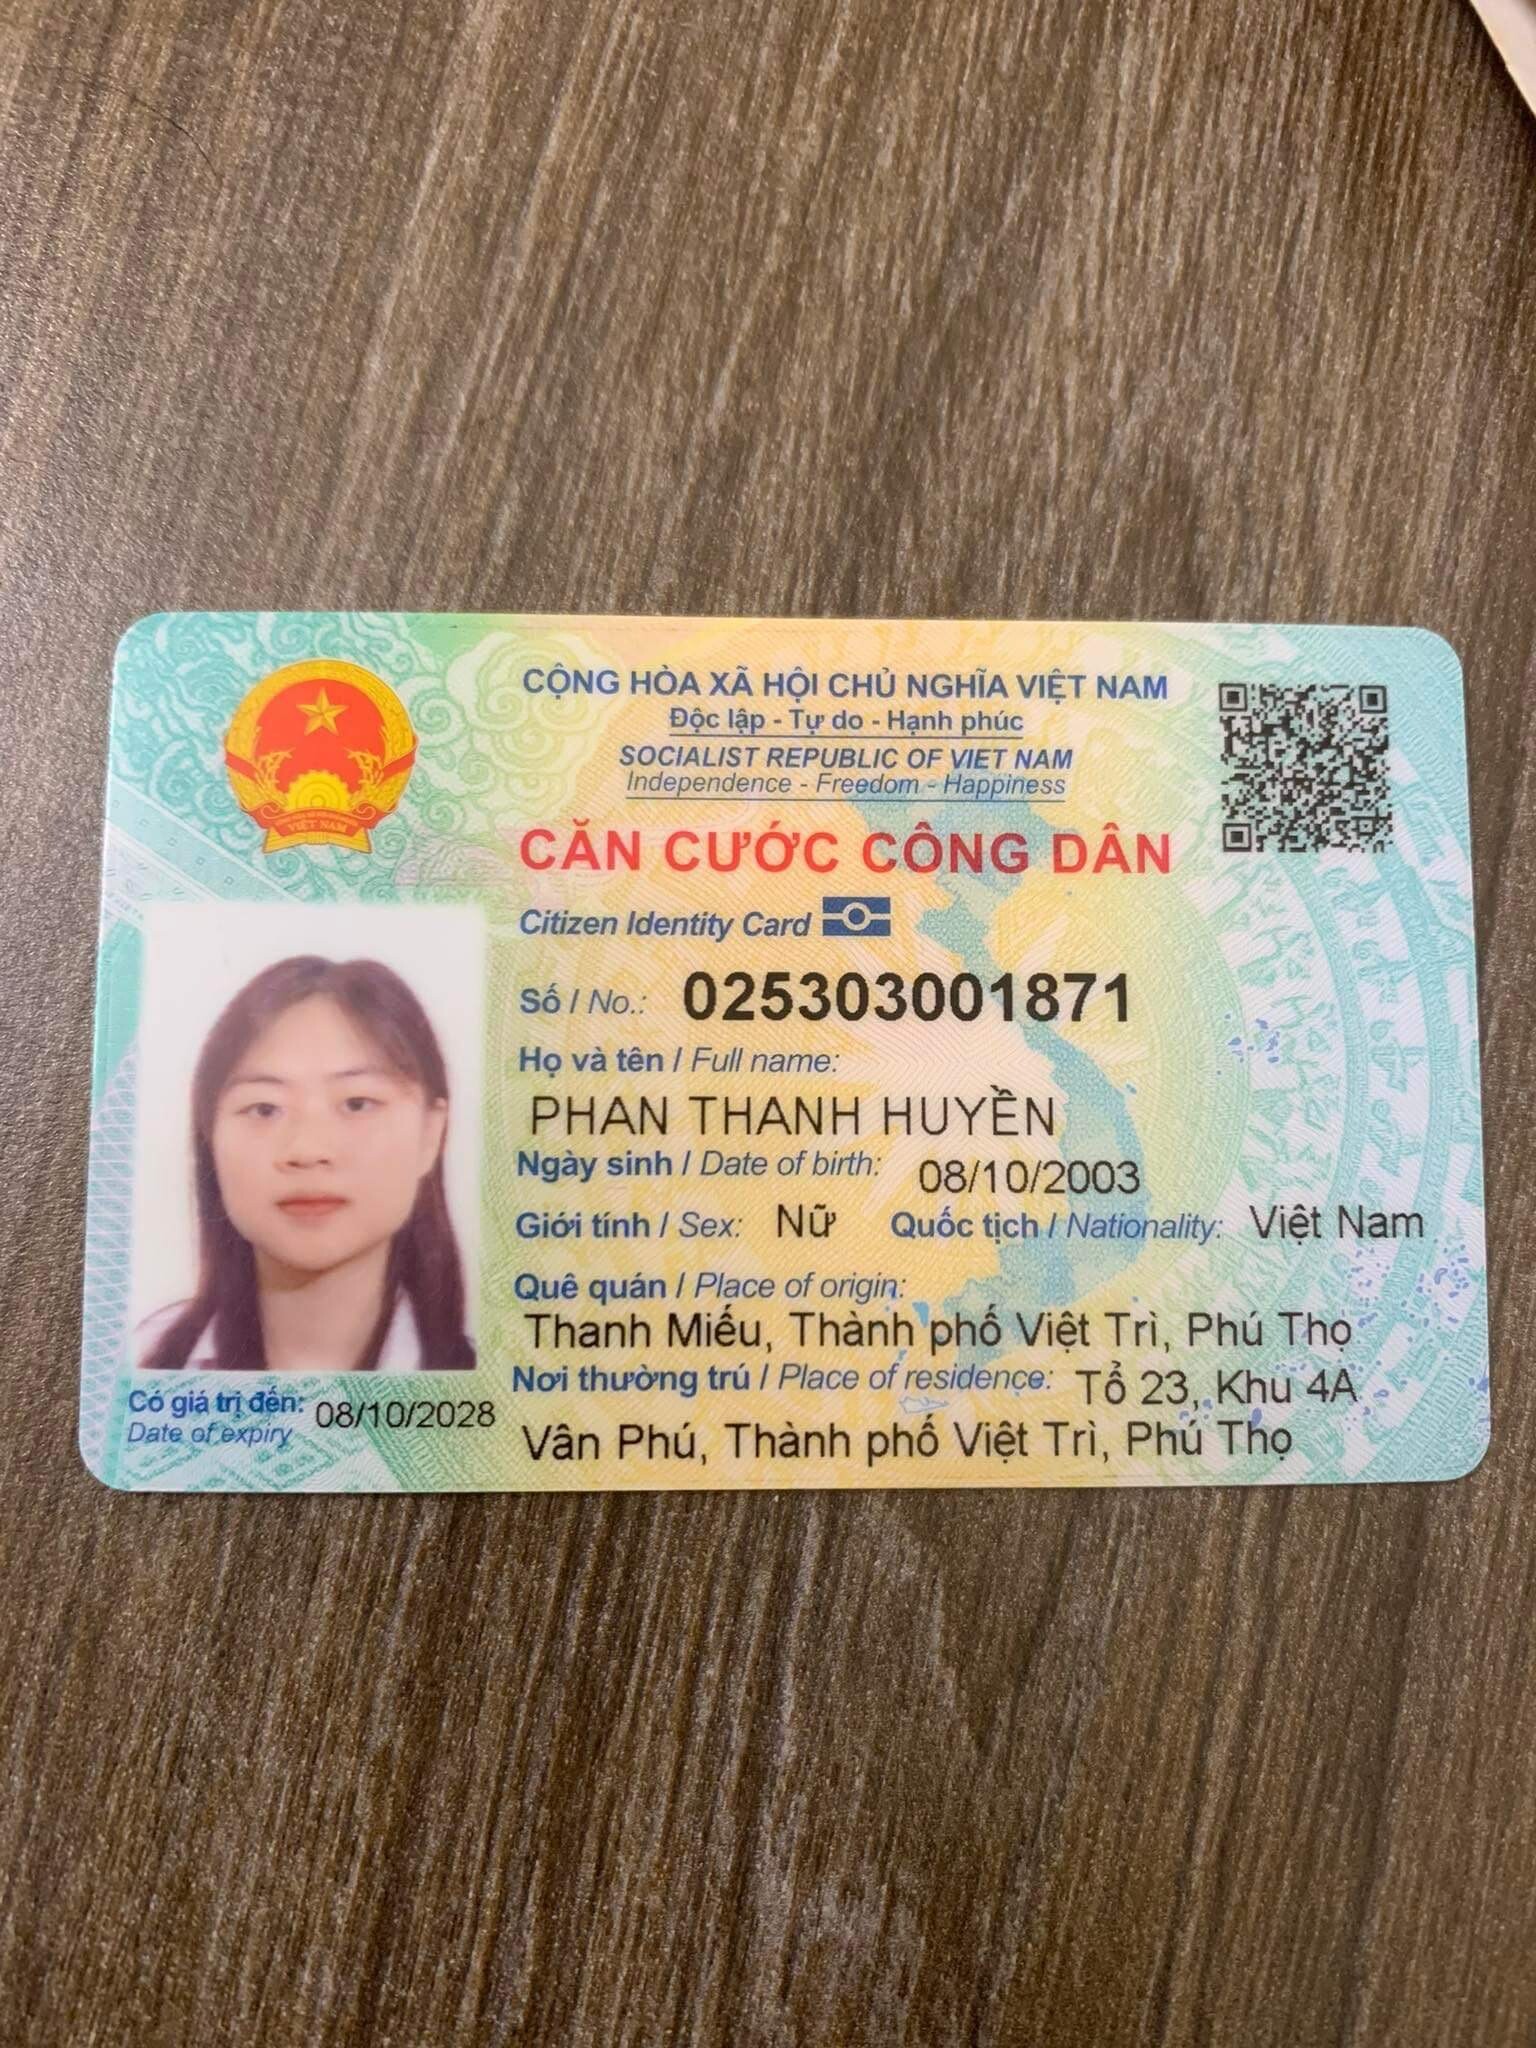 CỘNG HÒA XÃ HỘI CHỦ NGHĨA VIỆT NAM
Độc lập - Tự do - Hạnh phúc
SOCIALIST REPUBLIC OF VIET NAM
Independence - Freedom - Happiness
CĂN CƯỚC CÔNG DÂN
Citizen Identity Card
Số / No.: 025303001871
Họ và tên / Full name:
PHAN THANH HUYỀN
Ngày sinh / Date of birth: 08/10/2003
Giới tính / Sex: Nữ Quốc tịch / Nationality: Việt Nam
Quê quán / Place of origin:
Thanh Miếu, Thành phố Việt Trì, Phú Thọ
Nơi thường trú / Place of residence: Tổ 23, Khu 4A
Vân Phú, Thành phố Việt Trì, Phú Thọ
Có giá trị đến: 08/10/2028
Date of expiry
VIỆT NAM